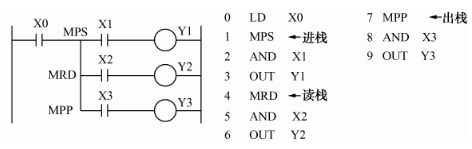 X0 MPS X1 Y1
MRD X2 Y2
MPP X3 Y3
0 LD X0
1 MPS ←进栈
2 AND X1
3 OUT Y1
4 MRD ←读栈
5 AND X2
6 OUT Y2
7 MPP ←出栈
8 AND X3
9 OUT Y3